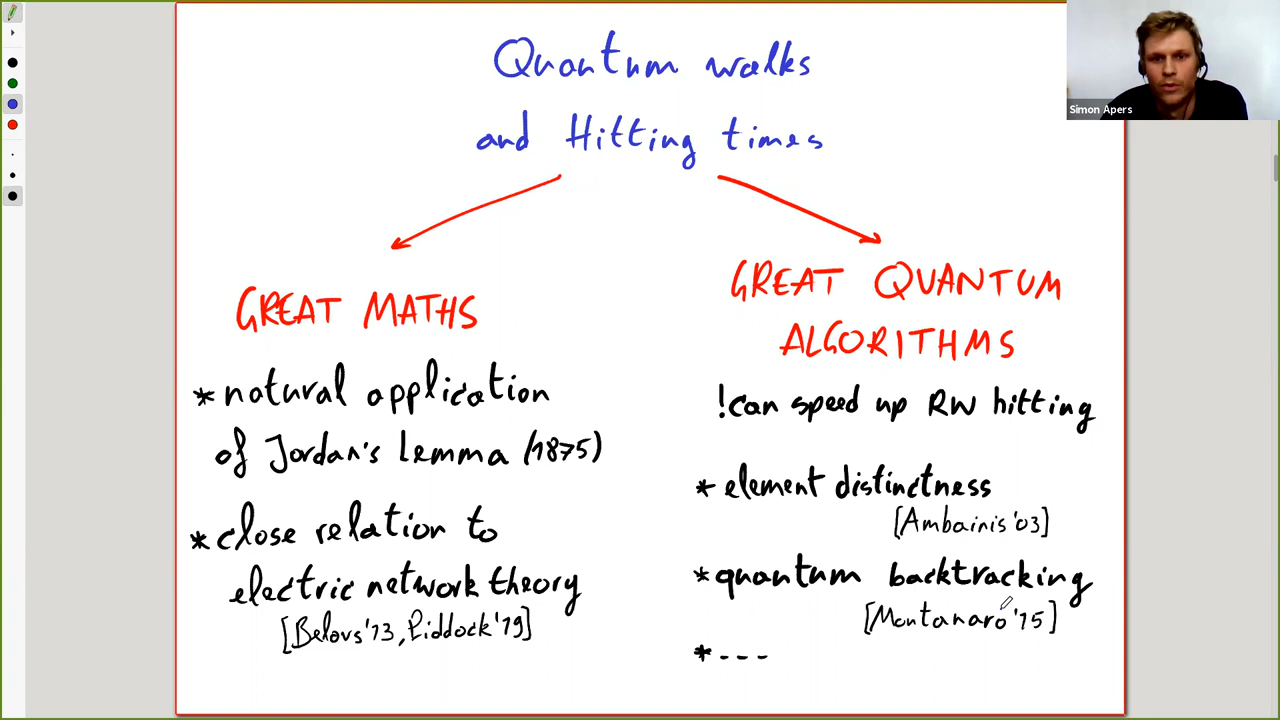 Quantum walks
and Hitting times
Simon Apers
GREAT MATHS
* natural application
of Jordan's lemma (1875)
* close relation to
electric network theory
[Belovs'13, Piddock'19]
GREAT QUANTUM
ALGORITHMS
! can speed up RW hitting
* element distinctness
[Ambainis'03]
* quantum backtracking
[Montanaro'15]
* ---